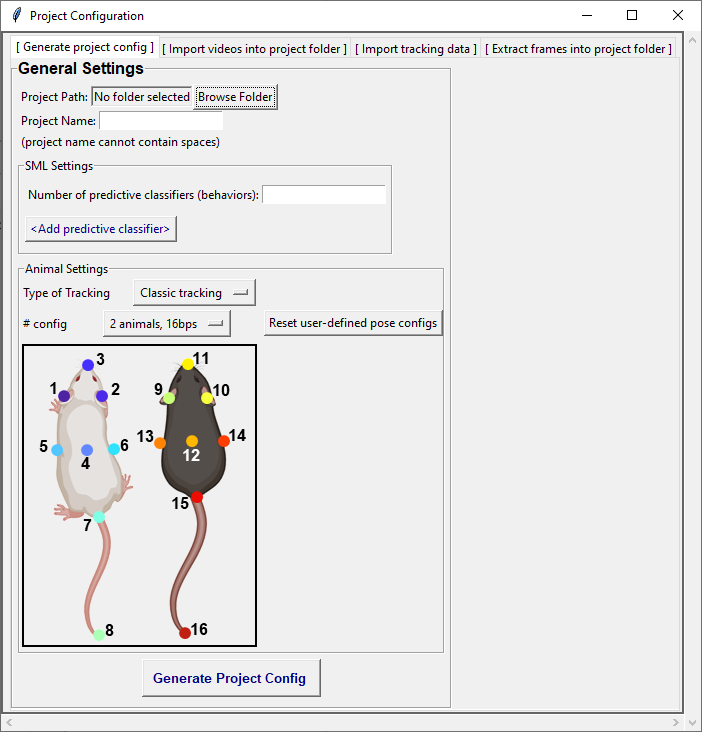 Project Configuration
[ Generate project config ] [ Import videos into project folder ] [ Import tracking data ] [ Extract frames into project folder ]
General Settings
Project Path: No folder selected Browse Folder
Project Name:
(project name cannot contain spaces)
SML Settings
Number of predictive classifiers (behaviors):
<Add predictive classifier>
Animal Settings
Type of Tracking Classic tracking
# config 2 animals, 16bps Reset user-defined pose configs
3 11
1 2 9 10
5 4 6 13 12 14
7 15
8 16
Generate Project Config